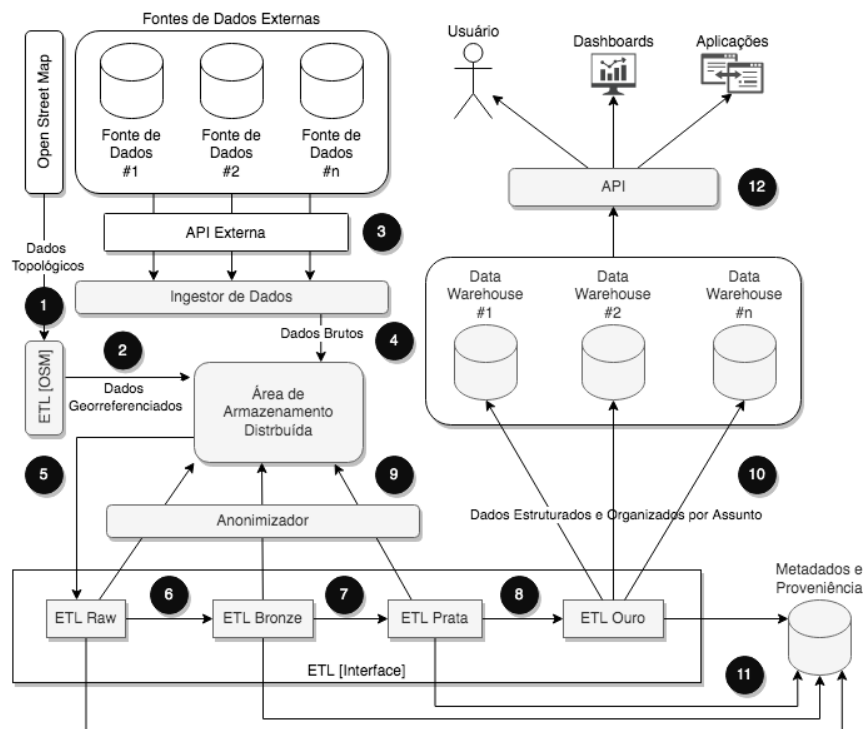 Fontes de Dados Externas
Open Street Map
Fonte de
Dados
#1
Fonte de
Dados
#2
Fonte de
Dados
#n
Usuário
Dashboards
Aplicações
API
12
API Externa
3
Dados
Topológicos
Ingestor de Dados
1
Dados Brutos
4
2
ETL [OSM]
Dados
Georreferenciados
Área de
Armazenamento
Distrbuída
Data
Warehouse
#1
Data
Warehouse
#2
Data
Warehouse
#n
5
9
10
Anonimizador
Dados Estruturados e Organizados por Assunto
Metadados e
Proveniência
ETL Raw
6
ETL Bronze
7
ETL Prata
8
ETL Ouro
ETL [Interface]
11